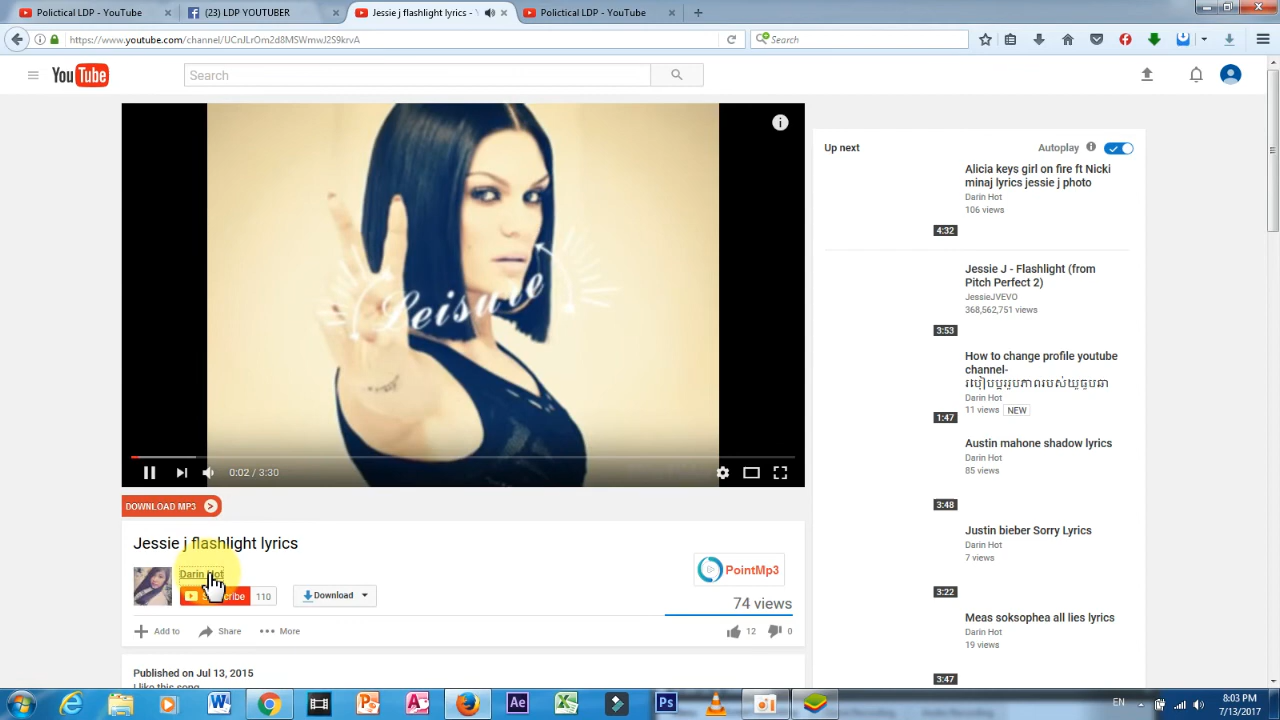 Polictical LDP - YouTube
(23) LDP YOUTUBER
Jessie j flashlight lyrics -
Polictical LDP - YouTube
https://www.youtube.com/channel/UCnJLrOm2d8MSWmwJ2S9krvA
Search
YouTube
Search
Leisure
0:02 / 3:30
DOWNLOAD MP3
Jessie j flashlight lyrics
Darin Hot
Subscribe 110
Download
PointMp3
74 views
Add to
Share
More
12
0
Published on Jul 13, 2015
I like this song
Up next
Autoplay
Alicia keys girl on fire ft Nicki
minaj lyrics jessie j photo
Darin Hot
106 views
4:32
Jessie J - Flashlight (from
Pitch Perfect 2)
JessieJVEVO
368,562,751 views
3:53
How to change profile youtube
channel-
របៀបប្តូររូបភាពរបស់យូធូបឆា
Darin Hot
11 views NEW
1:47
Austin mahone shadow lyrics
Darin Hot
85 views
3:48
Justin bieber Sorry Lyrics
Darin Hot
7 views
3:22
Meas soksophea all lies lyrics
Darin Hot
19 views
3:47
EN
8:03 PM
7/13/2017